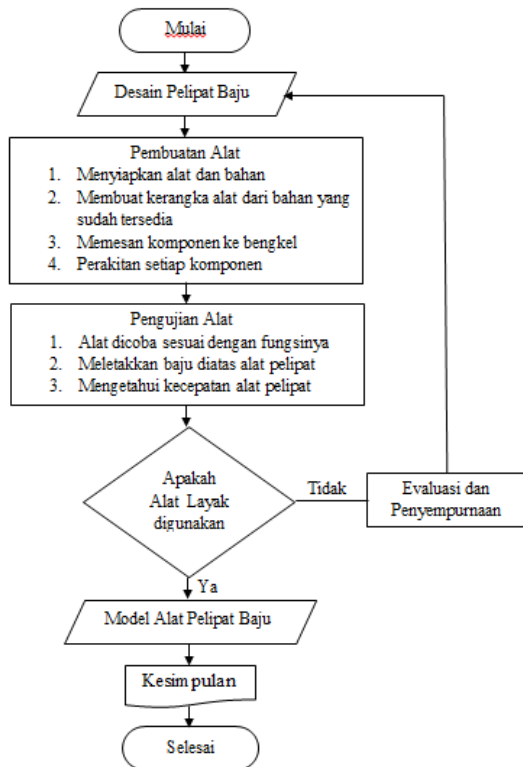 Mulai
Desain Pelipat Baju
Pembuatan Alat
1. Menyiapkan alat dan bahan
2. Membuat kerangka alat dari bahan yang
sudah tersedia
3. Memesan komponen ke bengkel
4. Perakitan setiap komponen
Pengujian Alat
1. Alat dicoba sesuai dengan fungsinya
2. Meletakkan baju diatas alat pelipat
3. Mengetahui kecepatan alat pelipat
Apakah
Alat Layak
digunakan
Tidak
Evaluasi dan
Penyempurnaan
Ya
Model Alat Pelipat Baju
Kesimpulan
Selesai